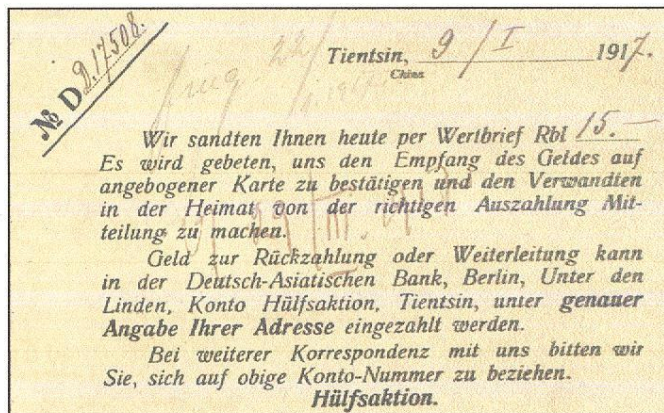 № D D.17508.
Tientsin, 9/I 1917.
China
Wir sandten Ihnen heute per Wertbrief Rbl 15.—
Es wird gebeten, uns den Empfang des Geldes auf
angebogener Karte zu bestätigen und den Verwandten
in der Heimat von der richtigen Auszahlung Mit-
teilung zu machen.
Geld zur Rückzahlung oder Weiterleitung kann
in der Deutsch-Asiatischen Bank, Berlin, Unter den
Linden, Konto Hülfsaktion, Tientsin, unter genauer
Angabe Ihrer Adresse eingezahlt werden.
Bei weiterer Korrespondenz mit uns bitten wir
Sie, sich auf obige Konto-Nummer zu beziehen.
Hülfsaktion.